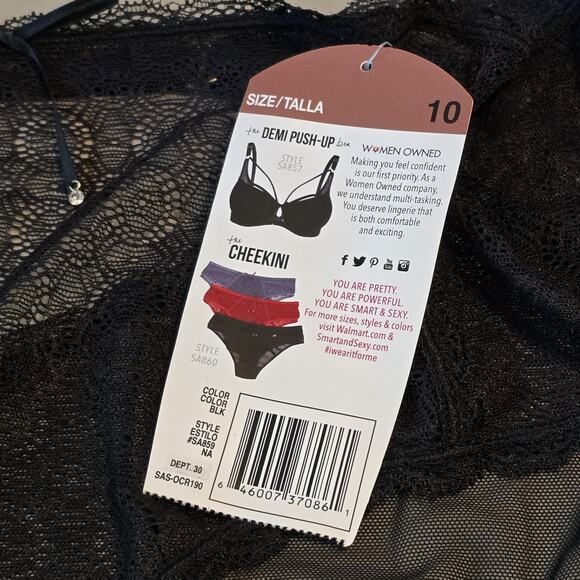 SIZE/TALLA
10
the DEMI PUSH-UP bra
STYLE
SA857
WOMEN OWNED
Making you feel confident
is our first priority. As a
Women Owned company,
we understand multi-tasking.
You deserve lingerie that
is both comfortable
and exciting.
the
CHEEKINI
STYLE
SA860
YOU ARE PRETTY.
YOU ARE POWERFUL.
YOU ARE SMART & SEXY.
For more sizes, styles & colors
visit Walmart.com &
SmartandSexy.com
#iwearitforme
COLOR
COLOR
BLK
STYLE
ESTILO
#SA859
NA
DEPT. 30
SAS-OCR190
6 46007 37086 1